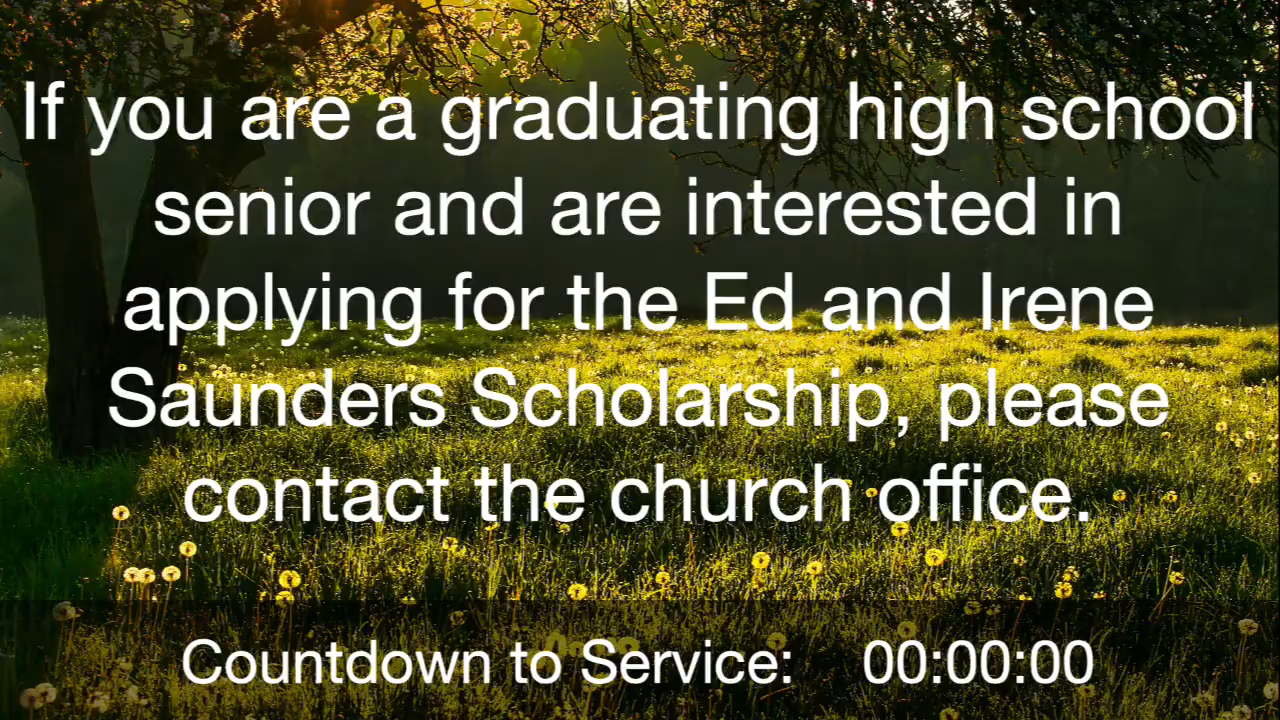 If you are a graduating high school
senior and are interested in
applying for the Ed and Irene
Saunders Scholarship, please
contact the church office.
Countdown to Service: 00:00:00